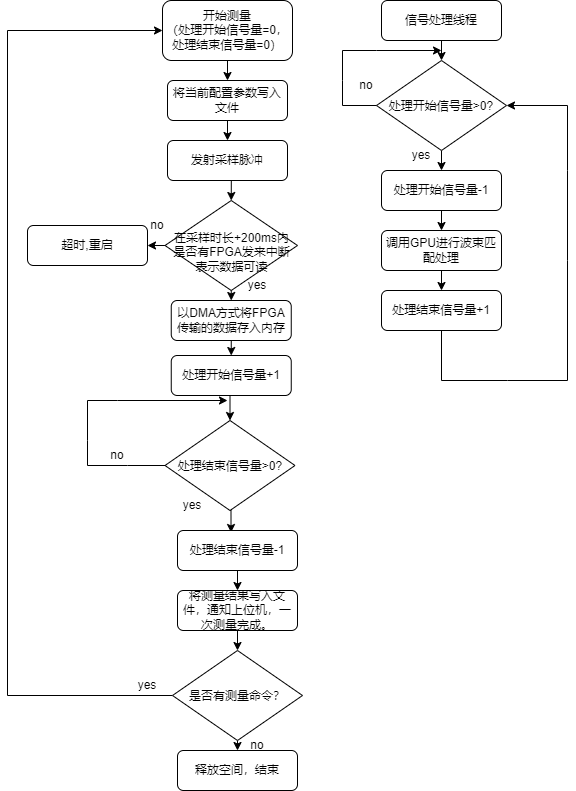 开始测量
（处理开始信号量=0，
处理结束信号量=0）
将当前配置参数写入
文件
发射采样脉冲
在采样时长+200ms内
是否有FPGA发来中断
表示数据可读
no
超时,重启
yes
以DMA方式将FPGA
传输的数据存入内存
处理开始信号量+1
处理结束信号量>0?
no
yes
处理结束信号量-1
将测量结果写入文
件，通知上位机，一
次测量完成。
是否有测量命令?
yes
no
释放空间，结束
信号处理线程
处理开始信号量>0?
no
yes
处理开始信号量-1
调用GPU进行波束匹
配处理
处理结束信号量+1